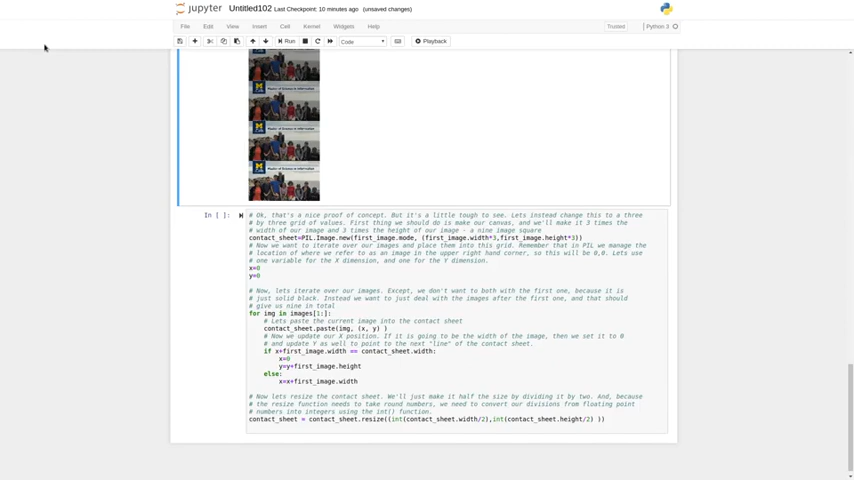 jupyter Untitled102 Last Checkpoint: 10 minutes ago (unsaved changes)
File Edit View Insert Cell Kernel Widgets Help Trusted Python 3
Run Code Playback
Master of Science in Information
Master of Science in Information
Master of Science in Information
In [ ]: # Ok, that's a nice proof of concept. But it's a little tough to see. Lets instead change this to a three
# by three grid of values. First thing we should do is make our canvas, and we'll make it 3 times the
# width of our image and 3 times the height of our image - a nine image square
contact_sheet=PIL.Image.new(first_image.mode, (first_image.width*3,first_image.height*3))
# Now we want to iterate over our images and place them into this grid. Remember that in PIL we manage the
# location of where we refer to as an image in the upper right hand corner, so this will be 0,0. Lets use
# one variable for the X dimension, and one for the Y dimension.
x=0
y=0
# Now, lets iterate over our images. Except, we don't want to both with the first one, because it is
# just solid black. Instead we want to just deal with the images after the first one, and that should
# give us nine in total
for img in images[1:]:
# Lets paste the current image into the contact sheet
contact_sheet.paste(img, (x, y) )
# Now we update our X position. If it is going to be the width of the image, then we set it to 0
# and update Y as well to point to the next "line" of the contact sheet.
if x+first_image.width == contact_sheet.width:
x=0
y=y+first_image.height
else:
x=x+first_image.width
# Now lets resize the contact sheet. We'll just make it half the size by dividing it by two. And, because
# the resize function needs to take round numbers, we need to convert our divisions from floating point
# numbers into integers using the int() function.
contact_sheet = contact_sheet.resize((int(contact_sheet.width/2),int(contact_sheet.height/2) ))